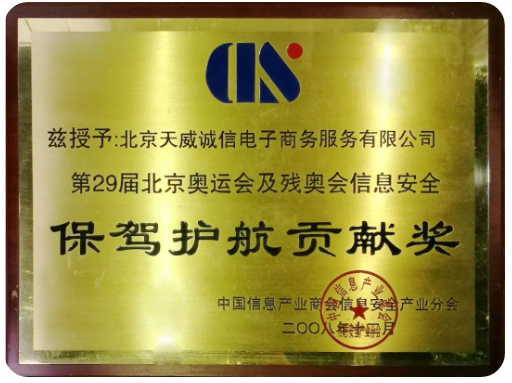 兹授予:北京天威诚信电子商务服务有限公司
第29届北京奥运会及残奥会信息安全
保驾护航贡献奖
中国信息产业商会信息安全产业分会
二〇〇八年十月